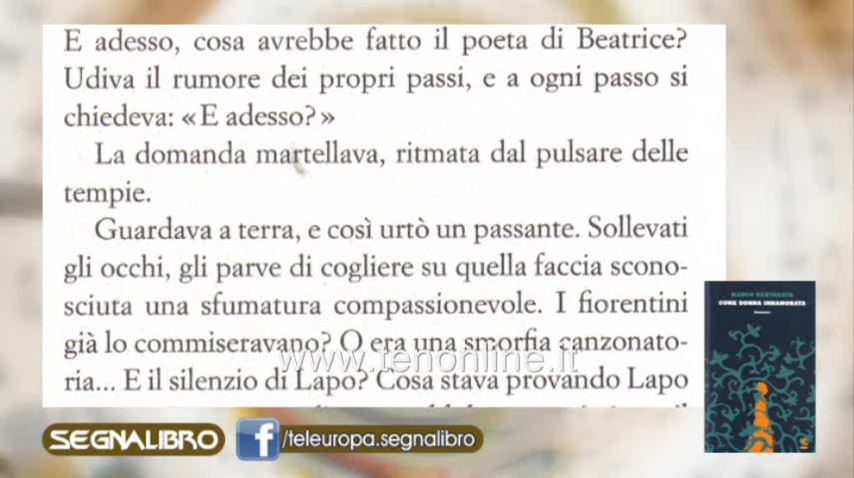 E adesso, cosa avrebbe fatto il poeta di Beatrice?
Udiva il rumore dei propri passi, e a ogni passo si
chiedeva: «E adesso?»
La domanda martellava, ritmata dal pulsare delle
tempie.
Guardava a terra, e così urtò un passante. Sollevati
gli occhi, gli parve di cogliere su quella faccia scono-
sciuta una sfumatura compassionevole. I fiorentini
già lo commiseravano? O era una smorfia canzonato-
ria... E il silenzio di Lapo? Cosa stava provando Lapo
www.tenonline.it
MARCO SANTAGATA
COME DONNA INNAMORATA
Romanzo
SEGNALIBRO
f /teleuropa.segnalibro